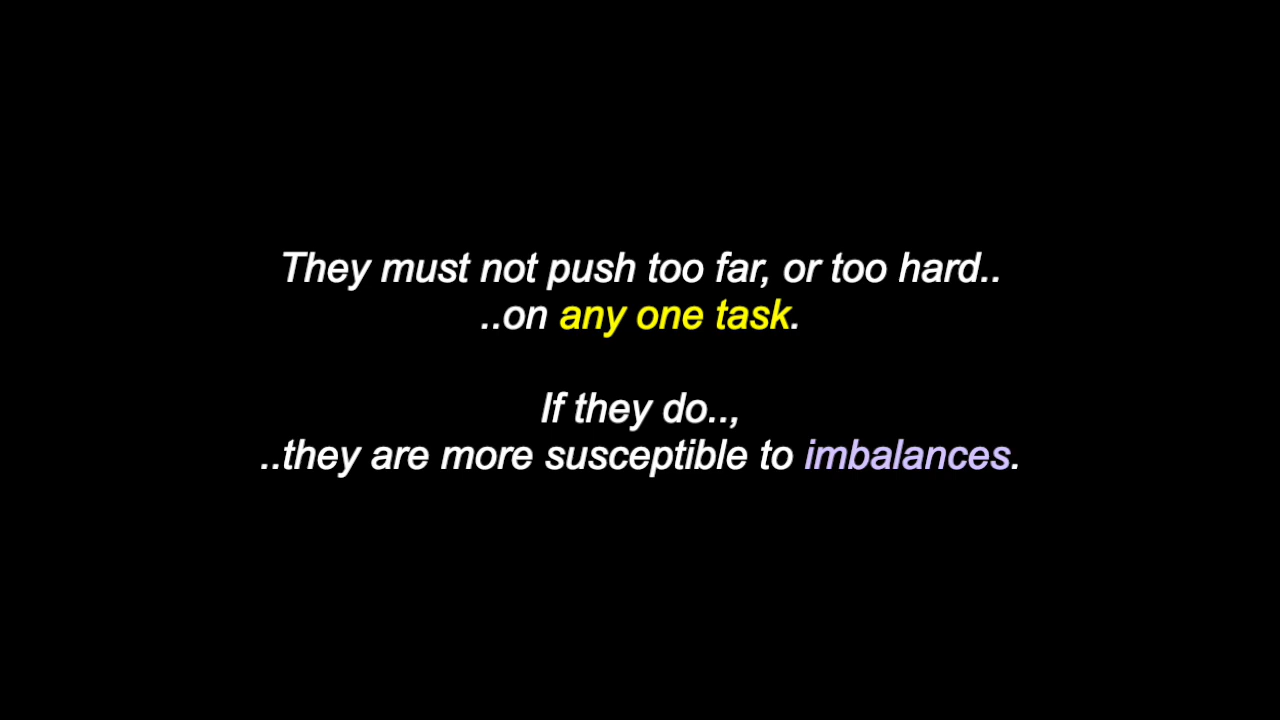 They must not push too far, or too hard..
..on any one task.
If they do..,
..they are more susceptible to imbalances.